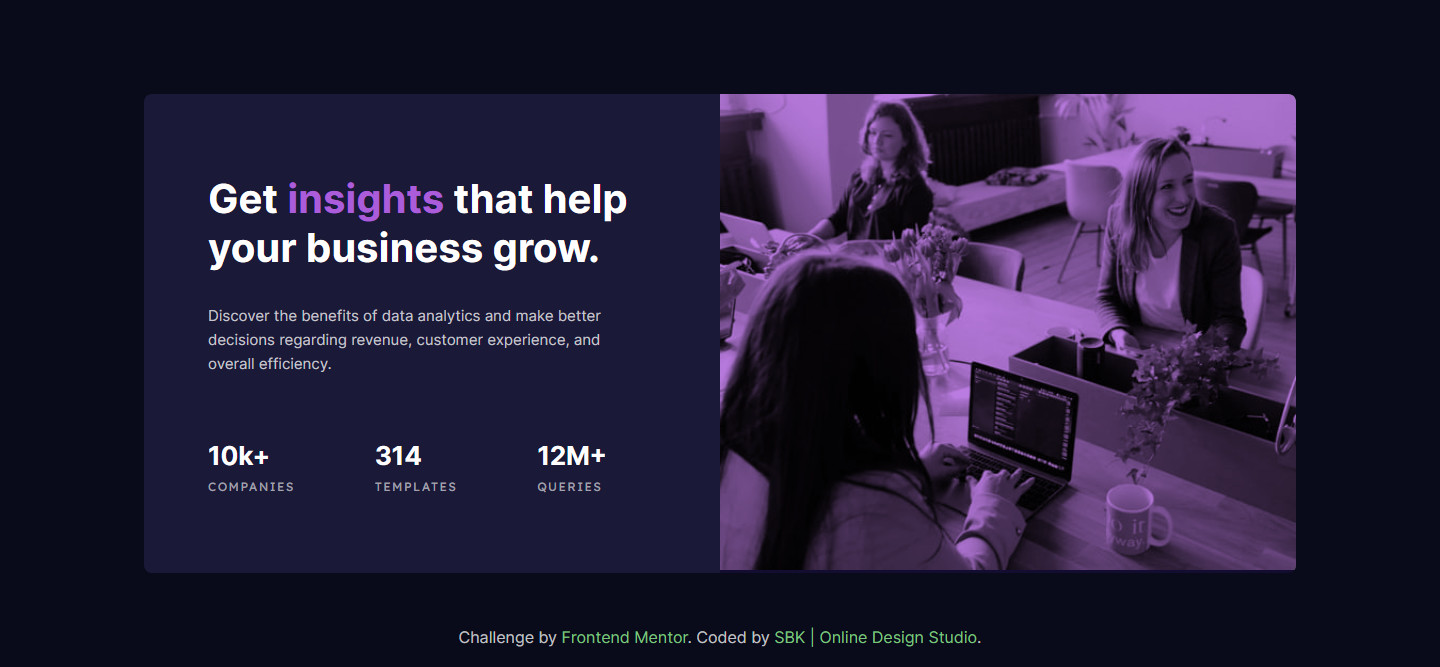 Get insights that help
your business grow.
Discover the benefits of data analytics and make better
decisions regarding revenue, customer experience, and
overall efficiency.
10k+ 314 12M+
COMPANIES TEMPLATES QUERIES
Challenge by Frontend Mentor. Coded by SBK | Online Design Studio.